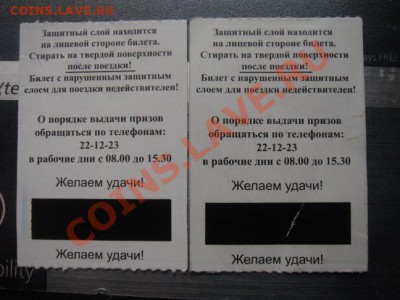 COINS.LAVE.RU
Защитный слой находится
на лицевой стороне билета.
Стирать на твердой поверхности
после поездки!
Билет с нарушенным защитным
слоем для поездки недействителен!
О порядке выдачи призов
обращаться по телефонам:
22-12-23
в рабочие дни с 08.00 до 15.30
Желаем удачи!
Желаем удачи!
Защитный слой находится
на лицевой стороне билета.
Стирать на твердой поверхности
после поездки!
Билет с нарушенным защитным
слоем для поездки недействителен!
О порядке выдачи призов
обращаться по телефонам:
22-12-23
в рабочие дни с 08.00 до 15.30
Желаем удачи!
Желаем удачи!
COINS.LAVE.RU